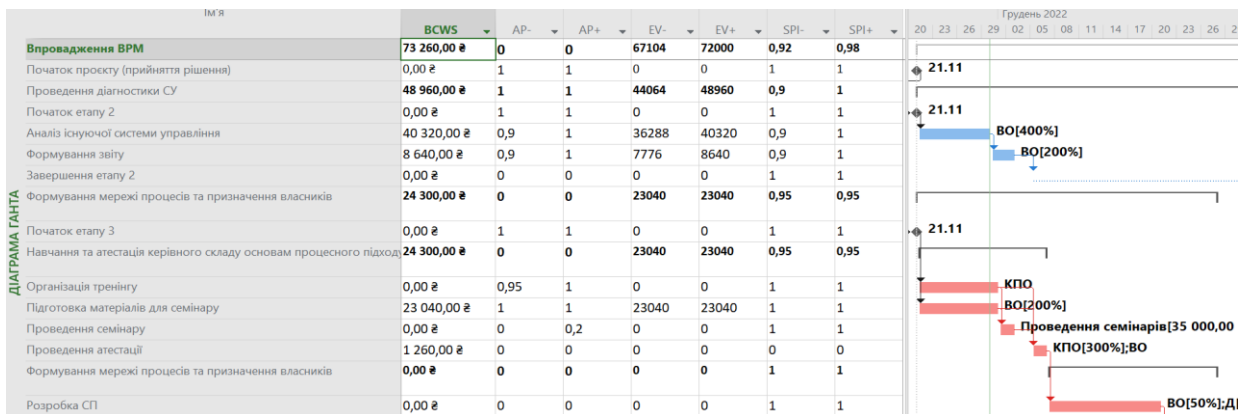 Ім'я
Грудень 2022
BCWS AP- AP+ EV- EV+ SPI- SPI+ 20 23 26 29 02 05 08 11 14 17 20 23 26
Впровадження BPM 73 260,00 ₴ 0 0 67104 72000 0,92 0,98
Початок проєкту (прийняття рішення) 0,00 ₴ 1 1 0 0 1 1 21.11
Проведення діагностики СУ 48 960,00 ₴ 1 1 44064 48960 0,9 1
Початок етапу 2 0,00 ₴ 1 1 0 0 1 1 21.11
Аналіз існуючої системи управління 40 320,00 ₴ 0,9 1 36288 40320 0,9 1 ВО[400%]
Формування звіту 8 640,00 ₴ 0,9 1 7776 8640 0,9 1 ВО[200%]
Завершення етапу 2 0,00 ₴ 0 0 0 0 1 1
Формування мережі процесів та призначення власників 24 300,00 ₴ 0 0 23040 23040 0,95 0,95
Початок етапу 3 0,00 ₴ 1 1 0 0 1 1 21.11
Навчання та атестація керівного складу основам процесного підходу 24 300,00 ₴ 0 0 23040 23040 0,95 0,95
Організація тренінгу 0,00 ₴ 0,95 1 0 0 1 1 КПО
Підготовка матеріалів для семінару 23 040,00 ₴ 1 1 23040 23040 1 1 ВО[200%]
Проведення семінару 0,00 ₴ 0 0,2 0 0 1 1 Проведення семінарів[35 000,00
Проведення атестації 1 260,00 ₴ 0 0 0 0 0 0 КПО[300%];ВО
Формування мережі процесів та призначення власників 0,00 ₴ 0 0 0 0 1 1
Розробка СП 0,00 ₴ 0 0 0 0 1 1 ВО[50%];
ДІАГРАМА ГАНТА